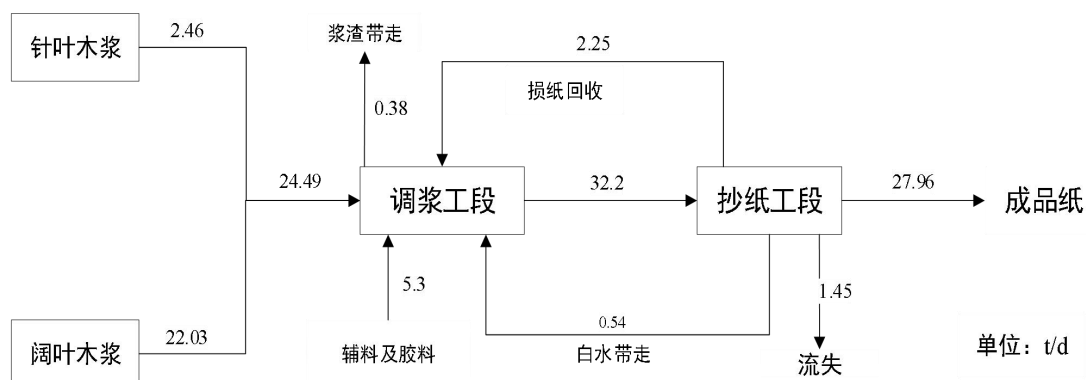 针叶木浆
2.46
浆渣带走
0.38
2.25
损纸回收
24.49
调浆工段
32.2
抄纸工段
27.96
成品纸
5.3
辅料及胶料
0.54
白水带走
1.45
流失
22.03
阔叶木浆
单位：t/d